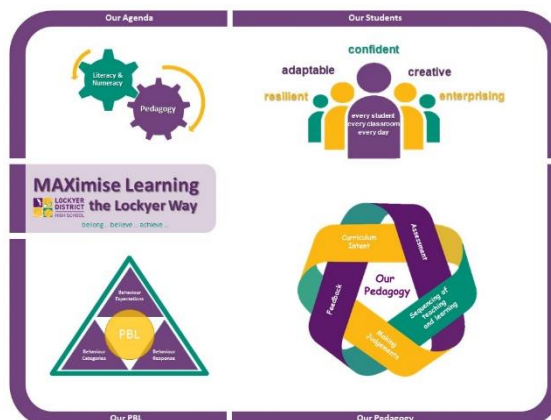 Our Agenda
Our Students
Literacy &
Numeracy
Pedagogy
confident
adaptable
creative
resilient
enterprising
every student
every classroom
every day
MAXimise Learning
LOCKYER
DISTRICT
HIGH SCHOOL
the Lockyer Way
belong... believe... achieve...
Behaviour
Expectations
PBL
Behaviour
Categories
Behaviour
Response
Curriculum
Intent
Assessment
Our
Pedagogy
Feedback
Sequencing of
teaching
and learning
Making
Judgements
Our PBL
Our Pedagogy